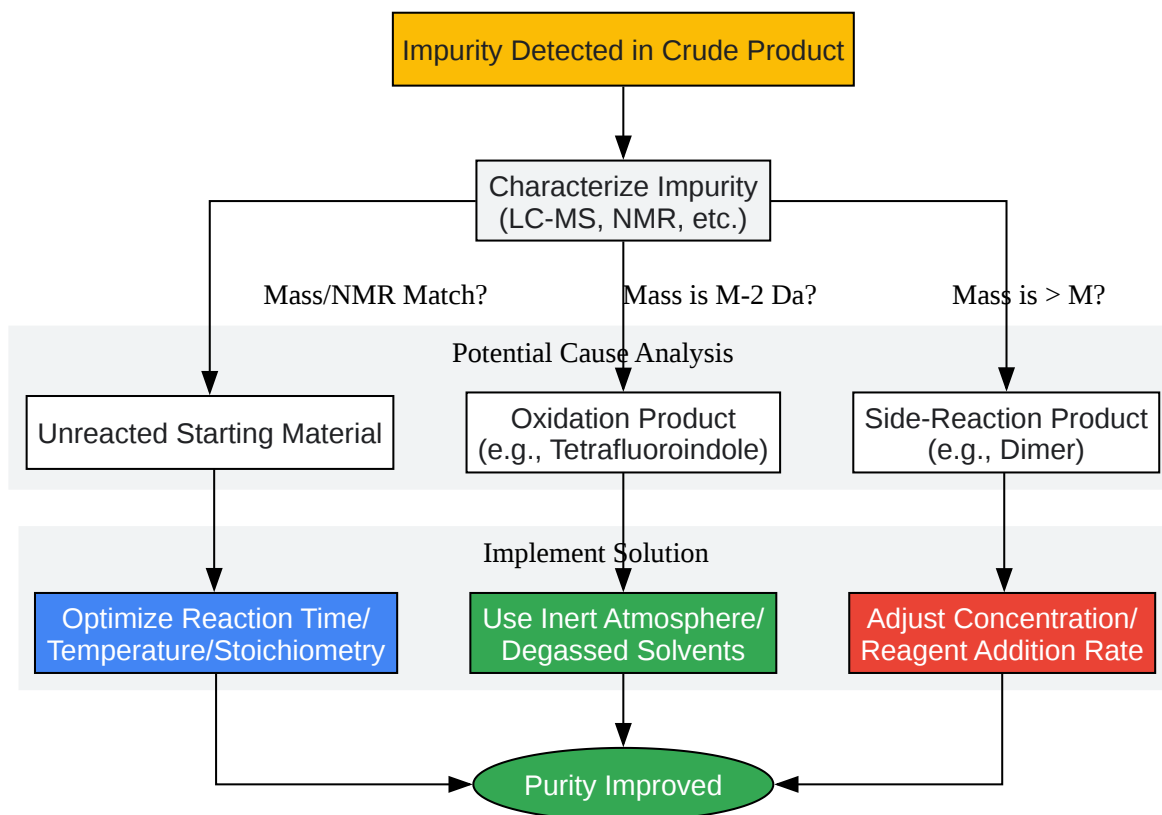 Impurity Detected in Crude Product
Characterize Impurity
(LC-MS, NMR, etc.)
Mass/NMR Match?
Mass is M-2 Da?
Mass is > M?
Potential Cause Analysis
Unreacted Starting Material
Oxidation Product
(e.g., Tetrafluoroindole)
Side-Reaction Product
(e.g., Dimer)
Implement Solution
Optimize Reaction Time/
Temperature/Stoichiometry
Use Inert Atmosphere/
Degassed Solvents
Adjust Concentration/
Reagent Addition Rate
Purity Improved